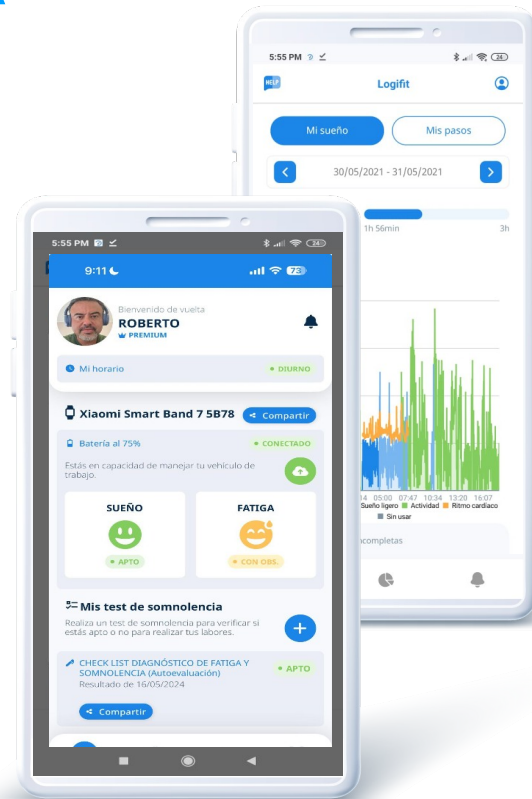 5:55 PM
24
HELP
Logifit
Mi sueño
Mis pasos
30/05/2021 - 31/05/2021
1h 56min
3h
14 05:00 07:47 10:34 13:20 16:07
Sueño ligero Actividad Ritmo cardíaco
Sin usar
ncompletas
5:55 PM
24
9:11
73
Bienvenido de vuelta
ROBERTO
PREMIUM
Mi horario
DIURNO
Xiaomi Smart Band 7 5B78
Compartir
Batería al 75%
CONECTADO
Estás en capacidad de manejar tu vehículo de
trabajo.
SUEÑO
FATIGA
APTO
CON OBS.
Mis test de somnolencia
Realiza un test de somnolencia para verificar si
estás apto o no para realizar tus labores.
CHECK LIST DIAGNÓSTICO DE FATIGA Y
SOMNOLENCIA (Autoevaluación)
APTO
Resultado de 16/05/2024
Compartir